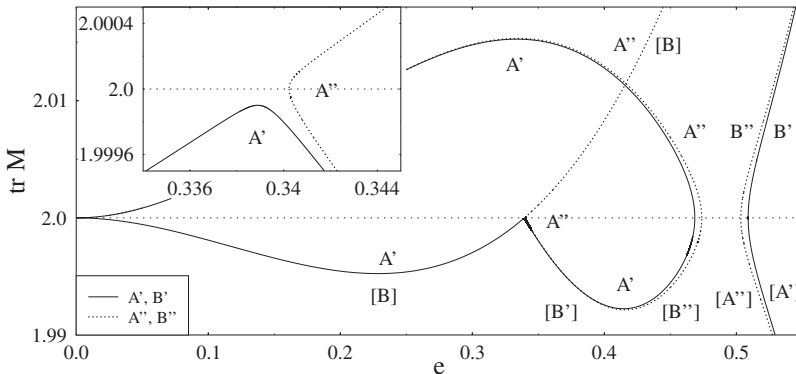 2.0004
2.0
1.9996
A''
A'
0.336
0.34
0.344
tr M
2.01
2.0
1.99
A'
A'' [B]
A''
B''
B'
A'
[B]
A''
A'
[B']
[B'']
[A'']
[A']
A', B'
A'', B''
0.0
0.1
0.2
0.3
0.4
0.5
e